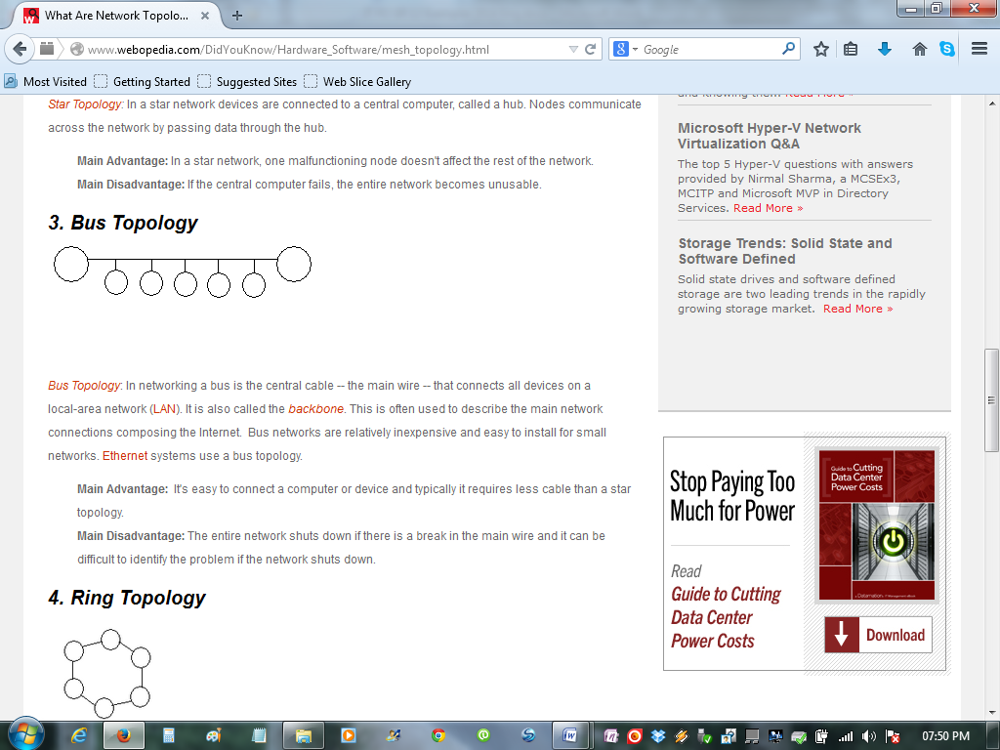 What Are Network Topolo...
www.webopedia.com/DidYouKnow/Hardware_Software/mesh_topology.html
Google
Most Visited
Getting Started
Suggested Sites
Web Slice Gallery
Star Topology: In a star network devices are connected to a central computer, called a hub. Nodes communicate
across the network by passing data through the hub.
Main Advantage: In a star network, one malfunctioning node doesn't affect the rest of the network.
Main Disadvantage: If the central computer fails, the entire network becomes unusable.
3. Bus Topology
Bus Topology: In networking a bus is the central cable -- the main wire -- that connects all devices on a
local-area network (LAN). It is also called the backbone. This is often used to describe the main network
connections composing the Internet.  Bus networks are relatively inexpensive and easy to install for small
networks. Ethernet systems use a bus topology.
Main Advantage:  It's easy to connect a computer or device and typically it requires less cable than a star
topology.
Main Disadvantage: The entire network shuts down if there is a break in the main wire and it can be
difficult to identify the problem if the network shuts down.
4. Ring Topology
and knowing them Read More »
Microsoft Hyper-V Network
Virtualization Q&A
The top 5 Hyper-V questions with answers
provided by Nirmal Sharma, a MCSEx3,
MCITP and Microsoft MVP in Directory
Services. Read More »
Storage Trends: Solid State and
Software Defined
Solid state drives and software defined
storage are two leading trends in the rapidly
growing storage market.  Read More »
Stop Paying Too
Much for Power
Read
Guide to Cutting
Data Center
Power Costs
Guide to Cutting
Data Center
Power Costs
Download
07:50 PM